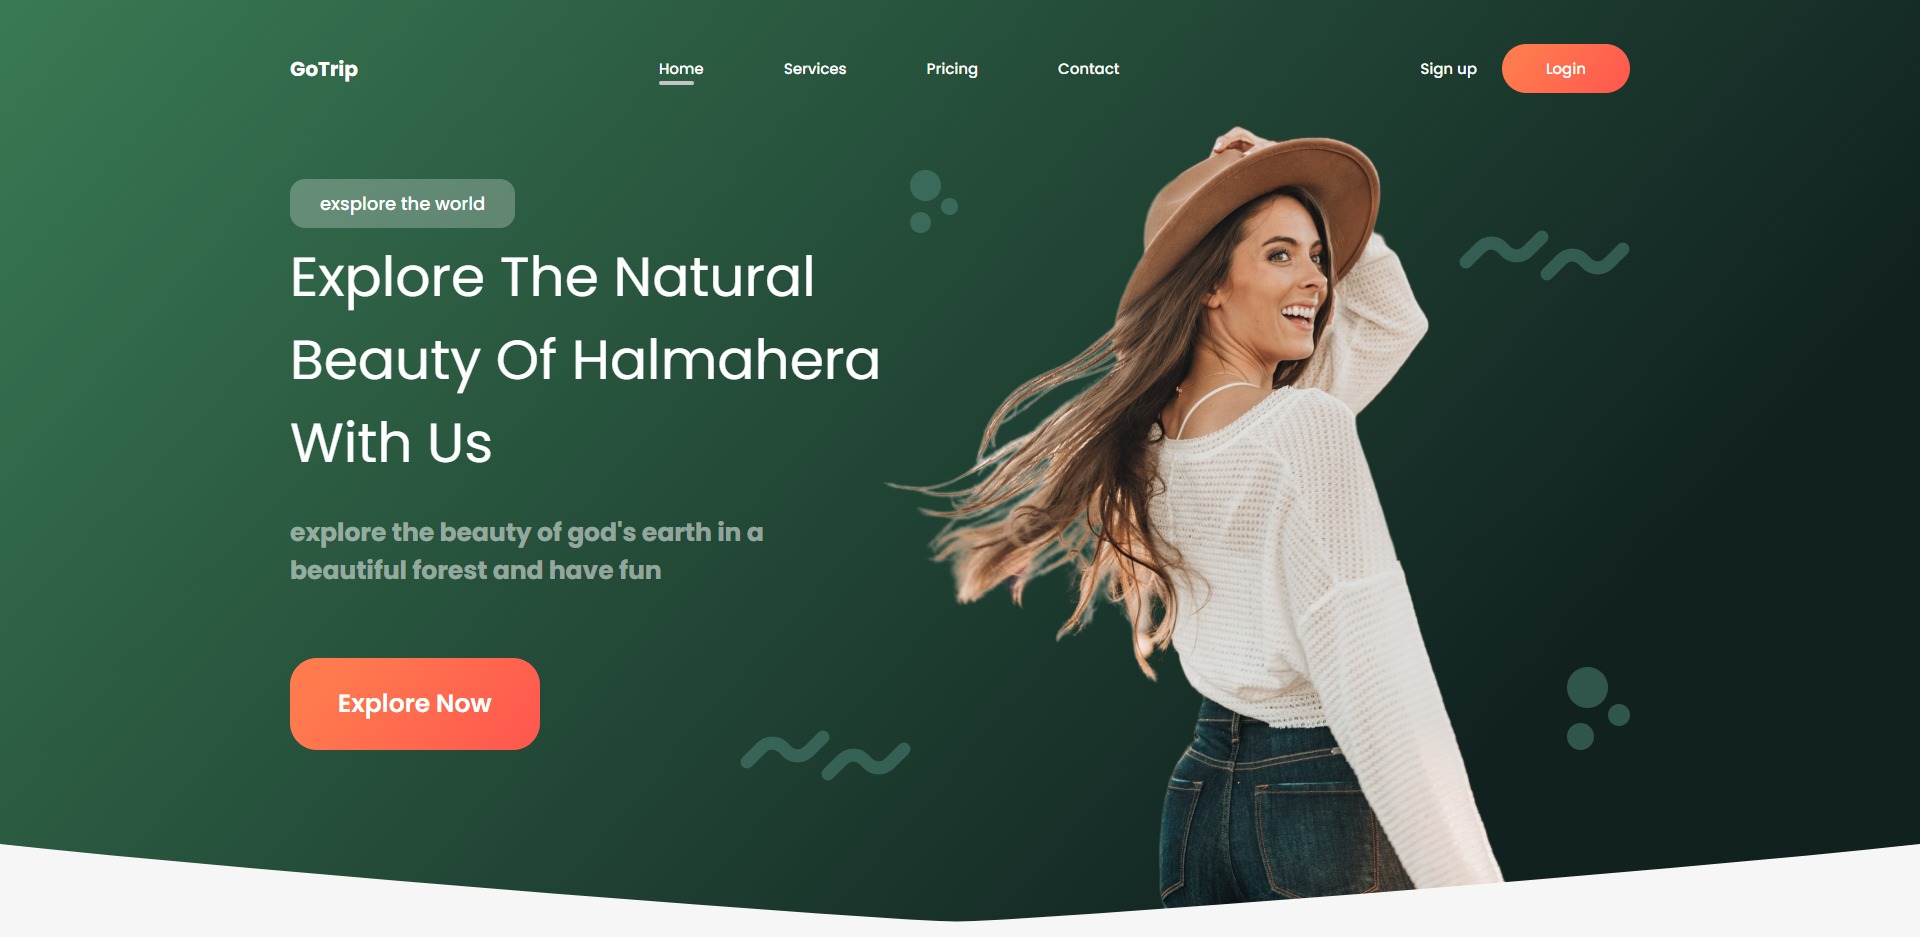 GoTrip
Home Services Pricing Contact
Sign up Login
exsplore the world
Explore The Natural
Beauty Of Halmahera
With Us
explore the beauty of god's earth in a
beautiful forest and have fun
Explore Now